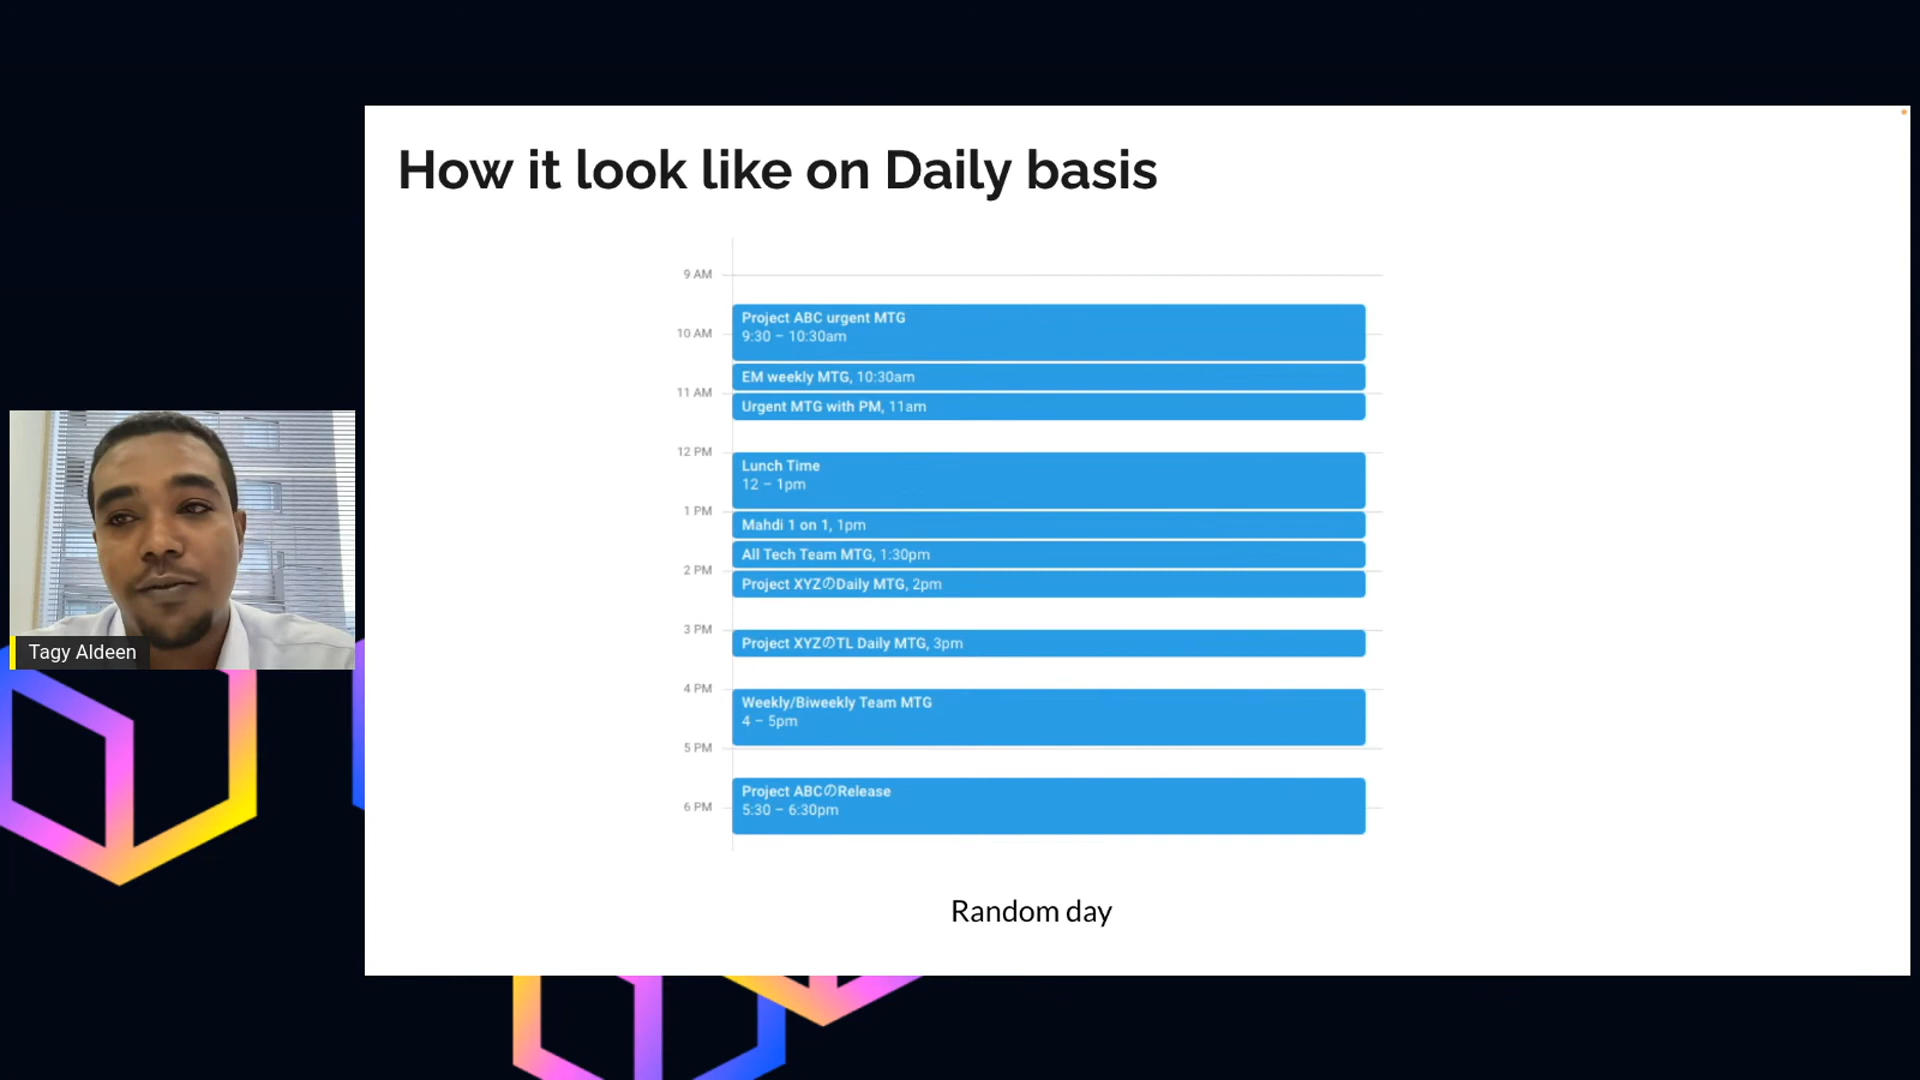 How it look like on Daily basis
9 AM
Project ABC urgent MTG
9:30 – 10:30am
10 AM
EM weekly MTG, 10:30am
11 AM
Urgent MTG with PM, 11am
12 PM
Lunch Time
12 – 1pm
1 PM
Mahdi 1 on 1, 1pm
All Tech Team MTG, 1:30pm
2 PM
Project XYZのDaily MTG, 2pm
3 PM
Project XYZのTL Daily MTG, 3pm
4 PM
Weekly/Biweekly Team MTG
4 – 5pm
5 PM
Project ABCのRelease
5:30 – 6:30pm
6 PM
Random day
Tagy Aldeen